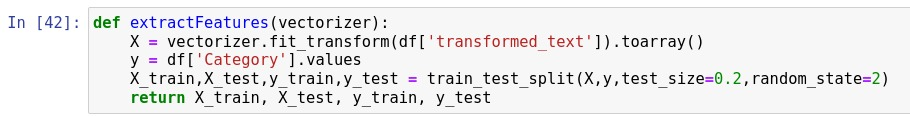 In [42]: def extractFeatures(vectorizer):
    X = vectorizer.fit_transform(df['transformed_text']).toarray()
    y = df['Category'].values
    X_train,X_test,y_train,y_test = train_test_split(X,y,test_size=0.2,random_state=2)
    return X_train, X_test, y_train, y_test